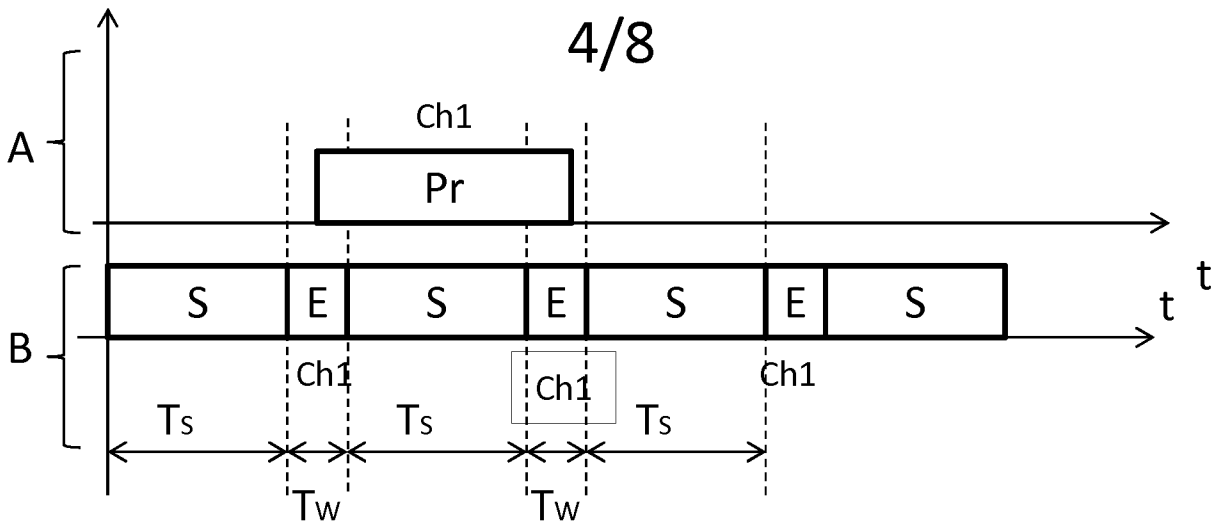 4/8
A
Ch1
Pr
t
B
S E S E S E S
t
Ch1 Ch1 Ch1
Ts Ts Ts
Tw Tw